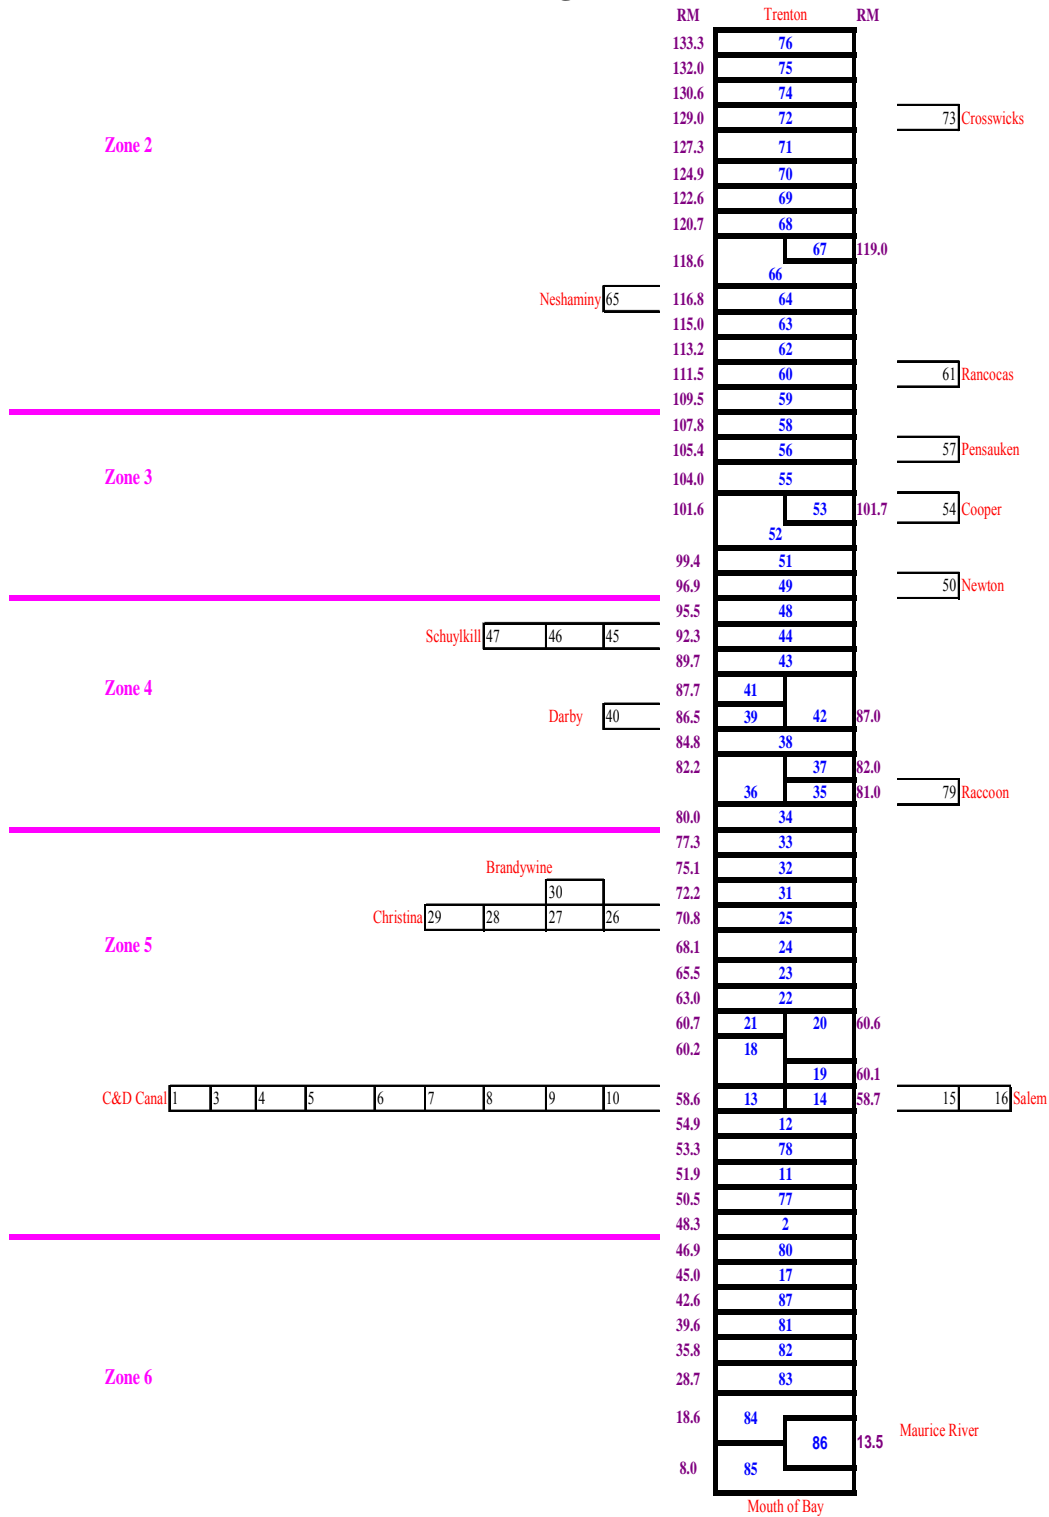 RM Trenton RM
133.3 76
132.0 75
130.6 74
129.0 72 73 Crosswicks
Zone 2
127.3 71
124.9 70
122.6 69
120.7 68
67 119.0
118.6
66
Neshaminy 65 116.8 64
115.0 63
113.2 62
111.5 60 61 Rancocas
109.5 59
107.8 58
105.4 56 57 Pensauken
Zone 3 104.0 55
101.6 53 101.7 54 Cooper
52
99.4 51
96.9 49 50 Newton
95.5 48
Schuylkill 47 46 45 92.3 44
89.7 43
Zone 4 87.7 41
Darby 40 86.5 39 42 87.0
84.8 38
82.2 37 82.0
36 35 81.0 79 Raccoon
80.0 34
77.3 33
Brandywine 75.1 32
30 72.2 31
Christina 29 28 27 26 70.8 25
Zone 5 68.1 24
65.5 23
63.0 22
60.7 21 20 60.6
60.2 18
19 60.1
C&D Canal 1 3 4 5 6 7 8 9 10 58.6 13 14 58.7 15 16 Salem
54.9 12
53.3 78
51.9 11
50.5 77
48.3 2
46.9 80
45.0 17
42.6 87
39.6 81
35.8 82
Zone 6 28.7 83
18.6 84
Maurice River
86 13.5
8.0 85
Mouth of Bay